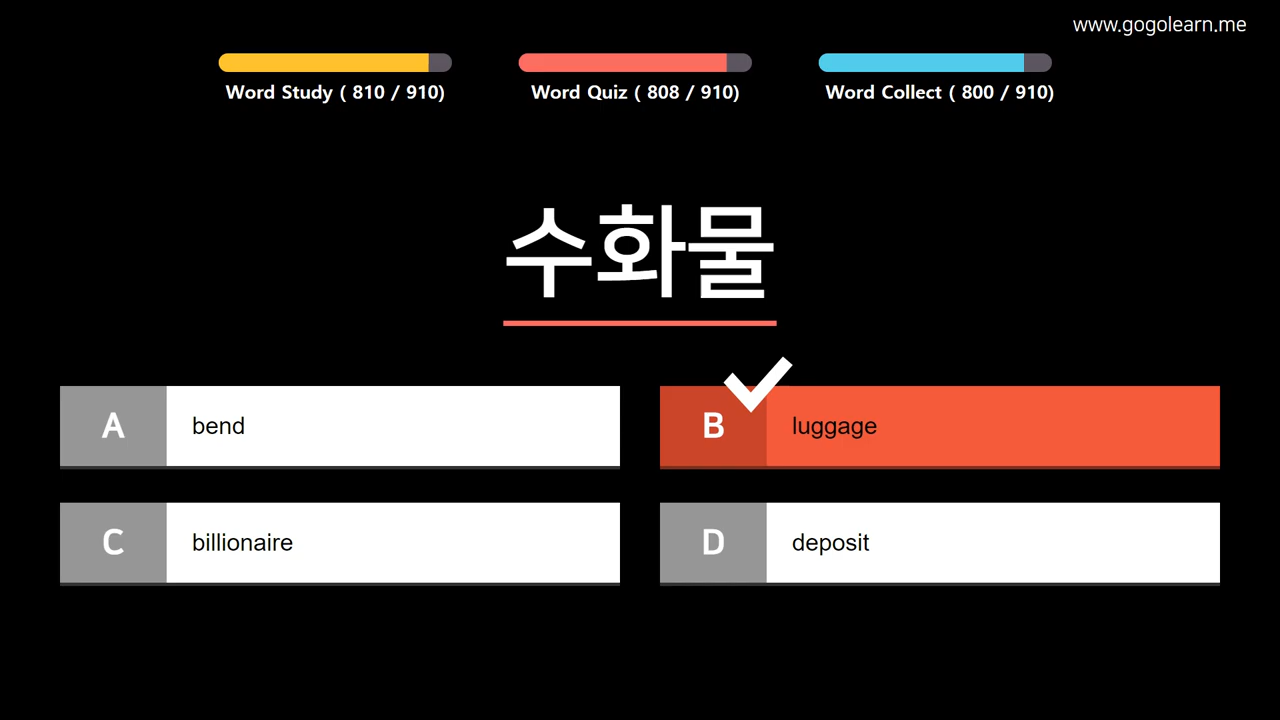 www.gogolearn.me
Word Study ( 810 / 910)
Word Quiz ( 808 / 910)
Word Collect ( 800 / 910)
수화물
A bend
B luggage
C billionaire
D deposit